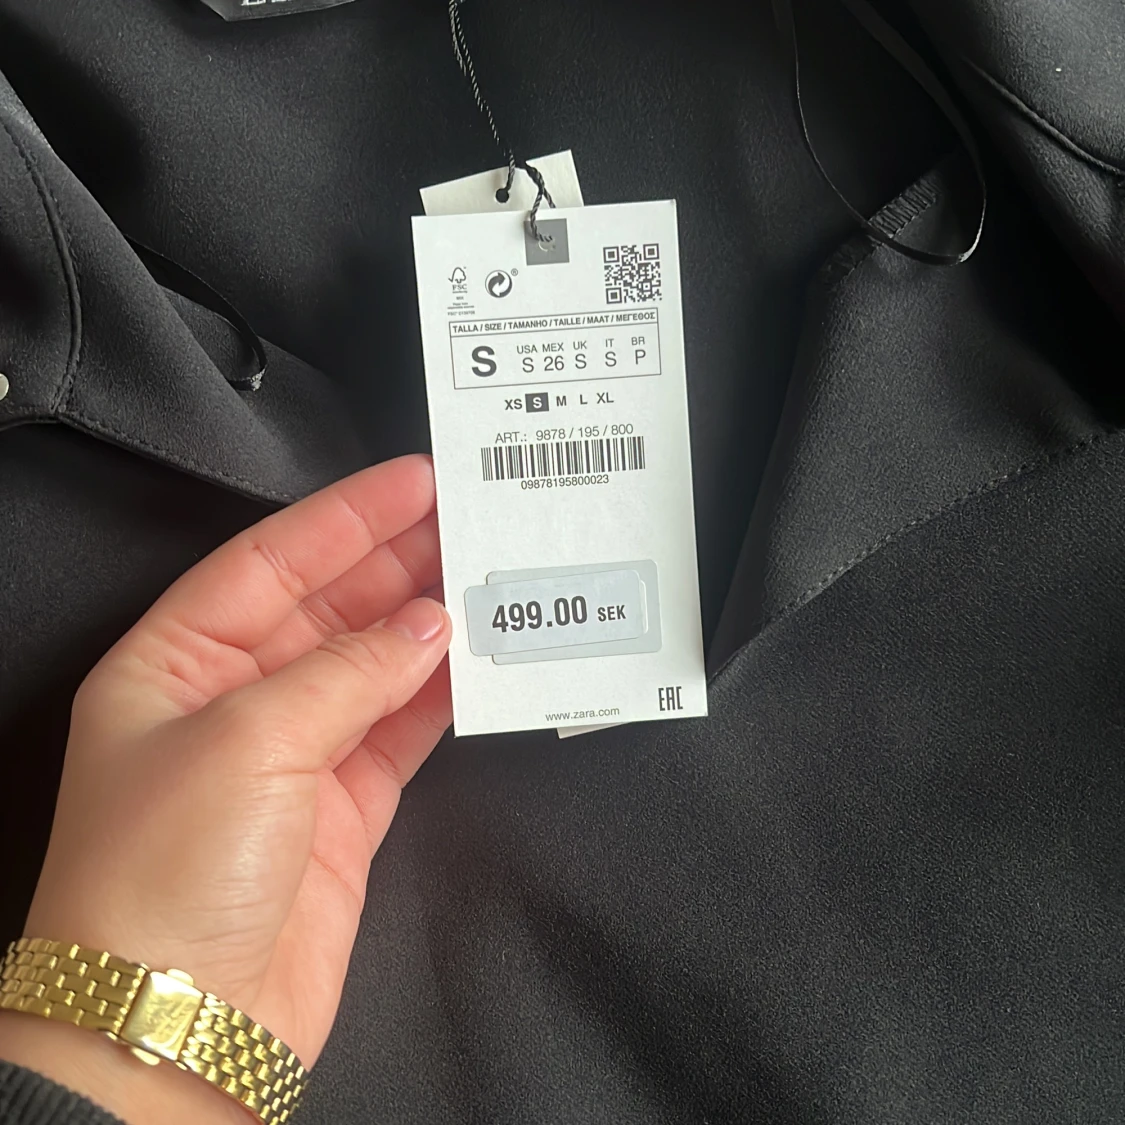 FSC
TALLA / SIZE / TAMANHO / TAILLE / MAAT / ΜΕΓΕΘΟΣ
S USA S MEX 26 UK S IT S BR P
XS S M L XL
ART.: 9878 / 195 / 800
09878195800023
499.00 SEK
EAC
www.zara.com